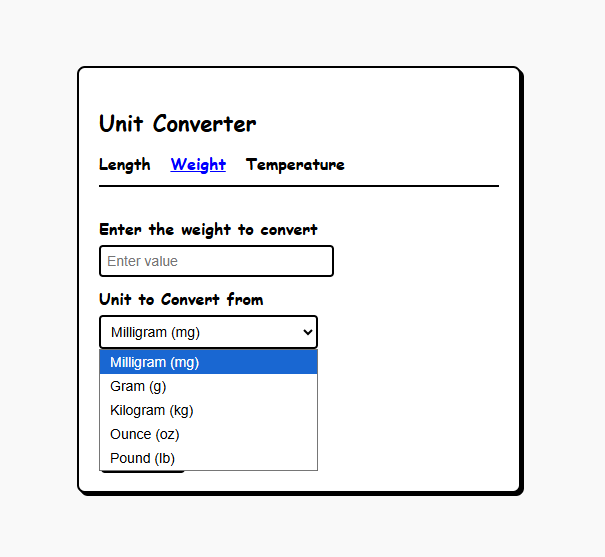 Unit Converter
Length Weight Temperature
Enter the weight to convert
Enter value
Unit to Convert from
Milligram (mg)
Milligram (mg)
Gram (g)
Kilogram (kg)
Ounce (oz)
Pound (lb)